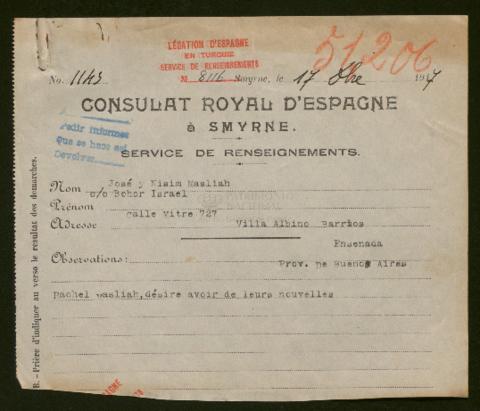 LÉGATION D'ESPAGNE
EN TURQUIE
SERVICE DE RENSEIGNEMENTS
№ 8116
51206
No. 1143
Smyrne, le 17 Obre 1917
CONSULAT ROYAL D'ESPAGNE
à SMYRNE.
Pedir informes
Que se hace así
Devolver
SERVICE DE RENSEIGNEMENTS.
Nom José y Nisim Masliah
c/o Bohor Israel
Prénom
calle Vitre 727
Adresse Villa Albino Barrios
Ensenada
Observations: Prov. De Buenos Aires
Rachel Masliah, désire avoir de leurs nouvelles
B. - Prière d'indiquer au verso le résultat des démarches.